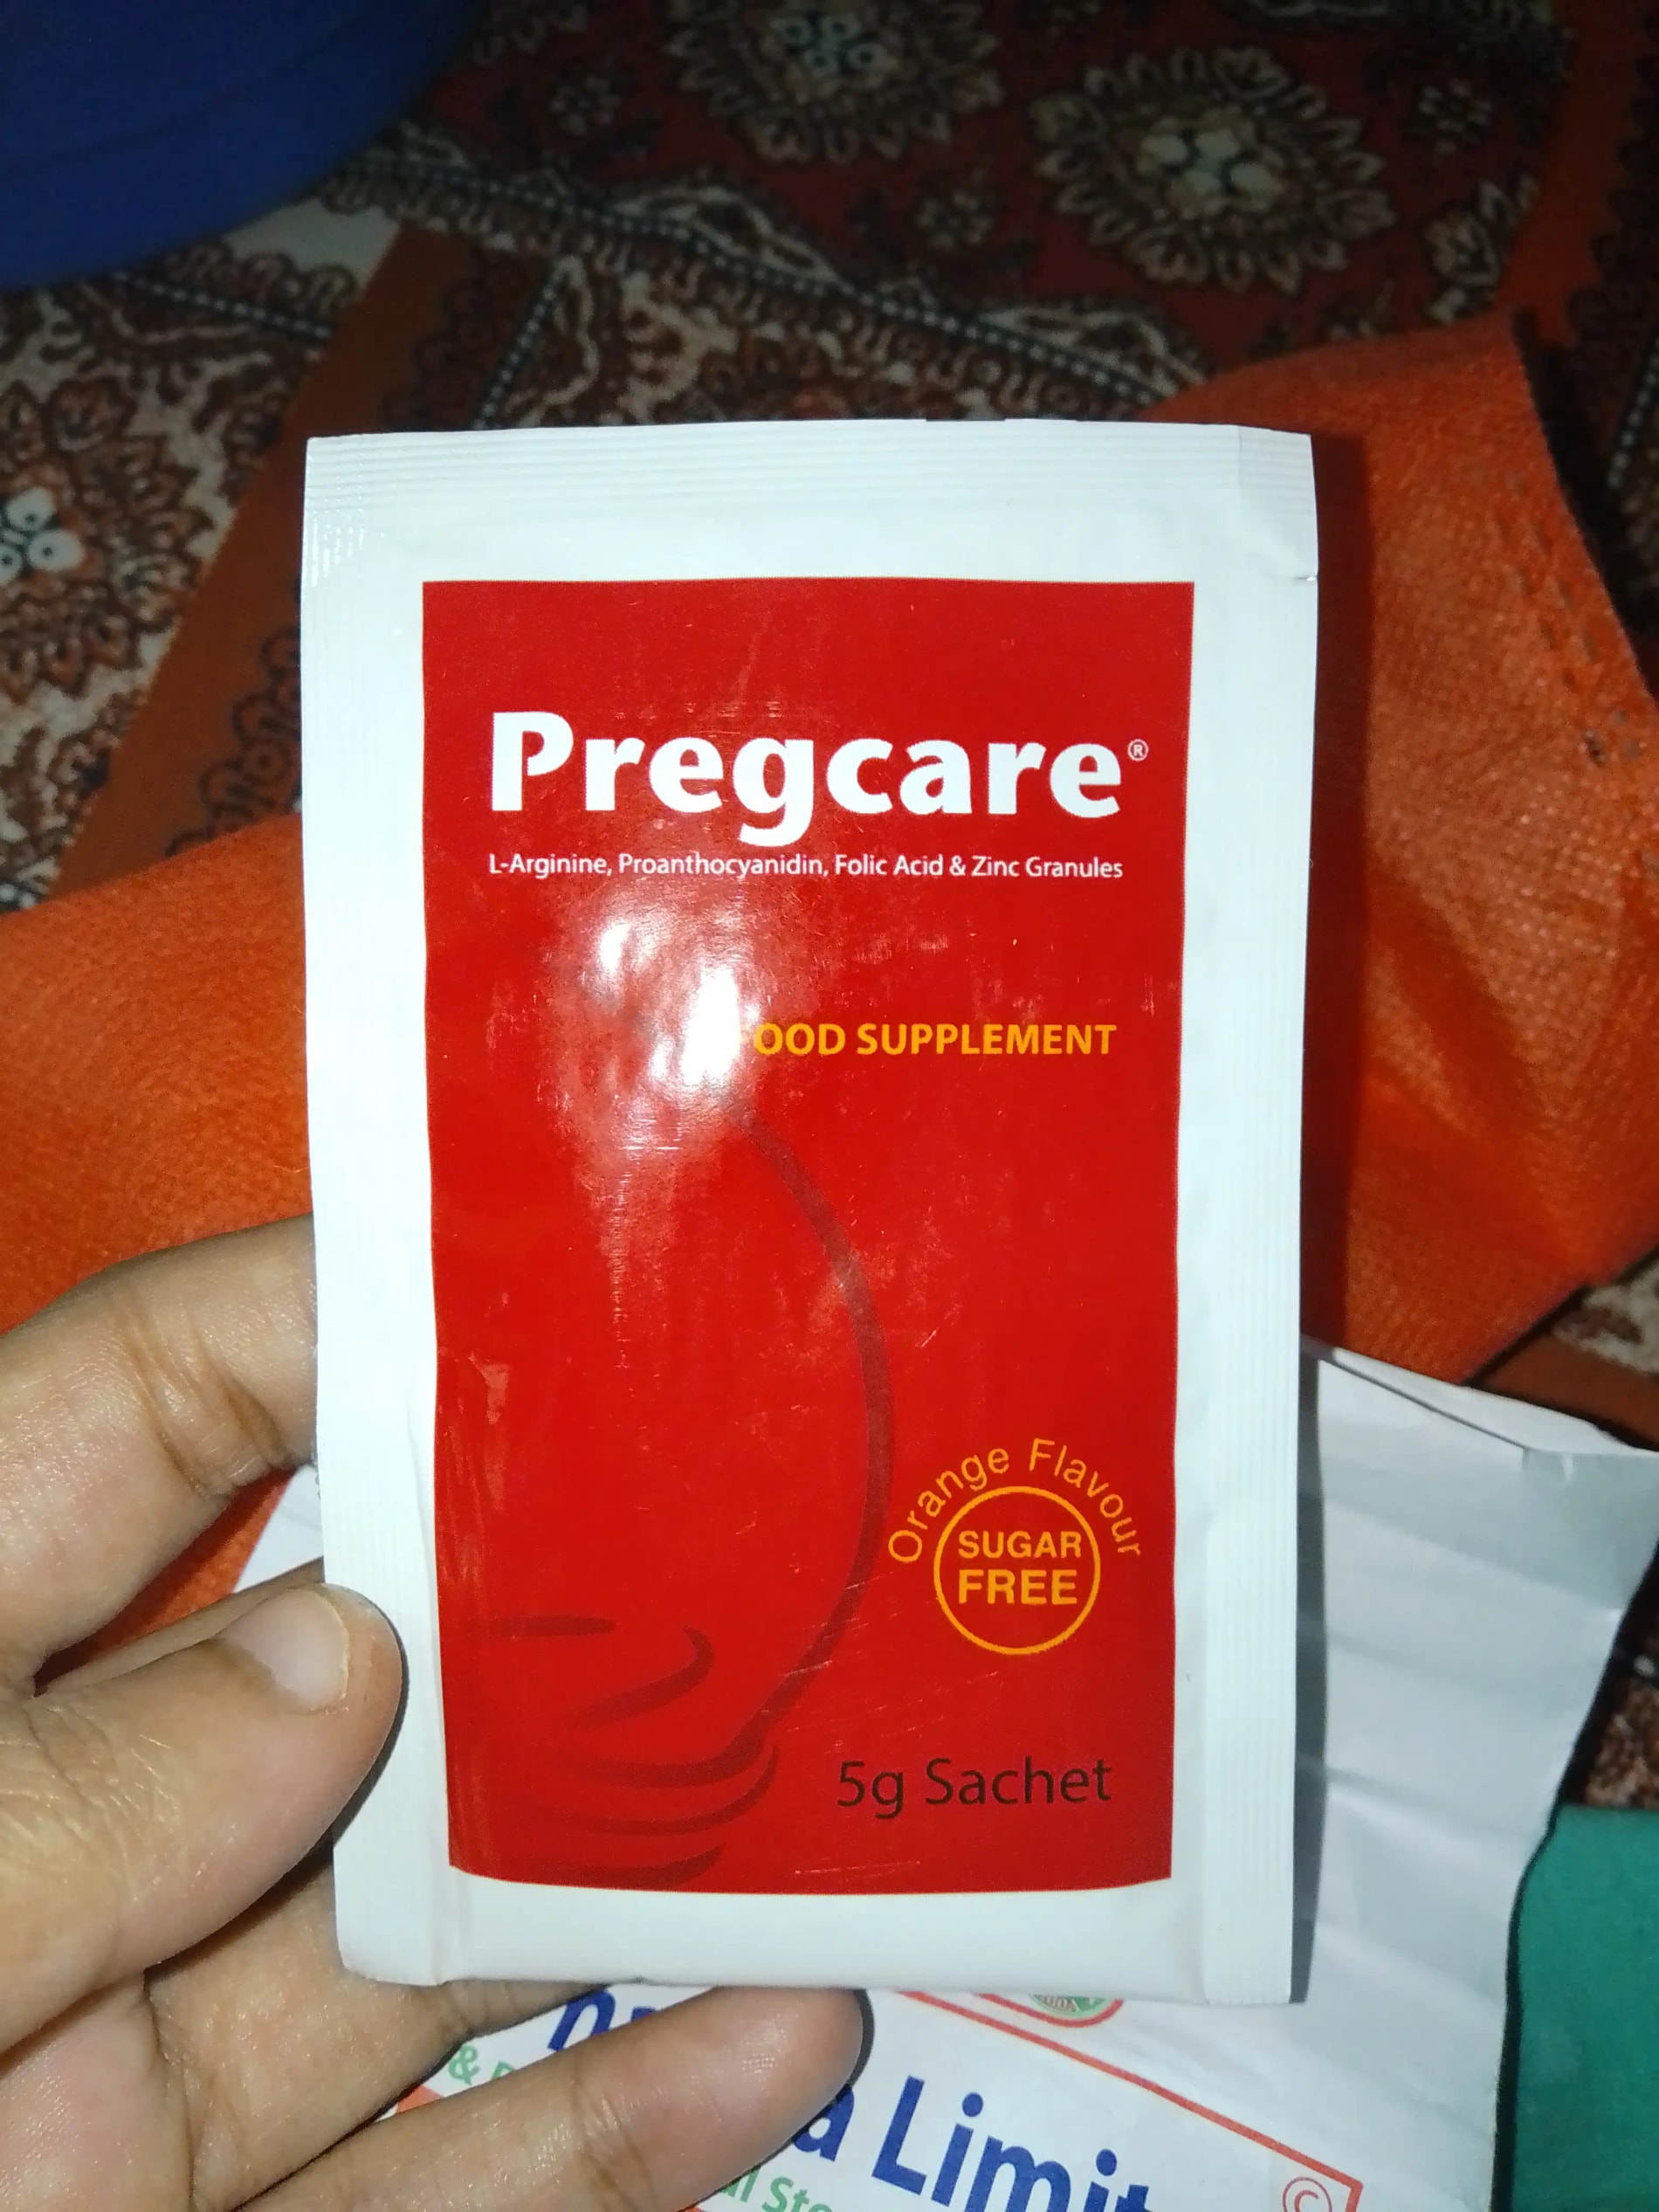 Pregcare®
L-Arginine, Proanthocyanidin, Folic Acid & Zinc Granules
OOD SUPPLEMENT
Orange Flavour
SUGAR
FREE
5g Sachet
&
a Limit
©